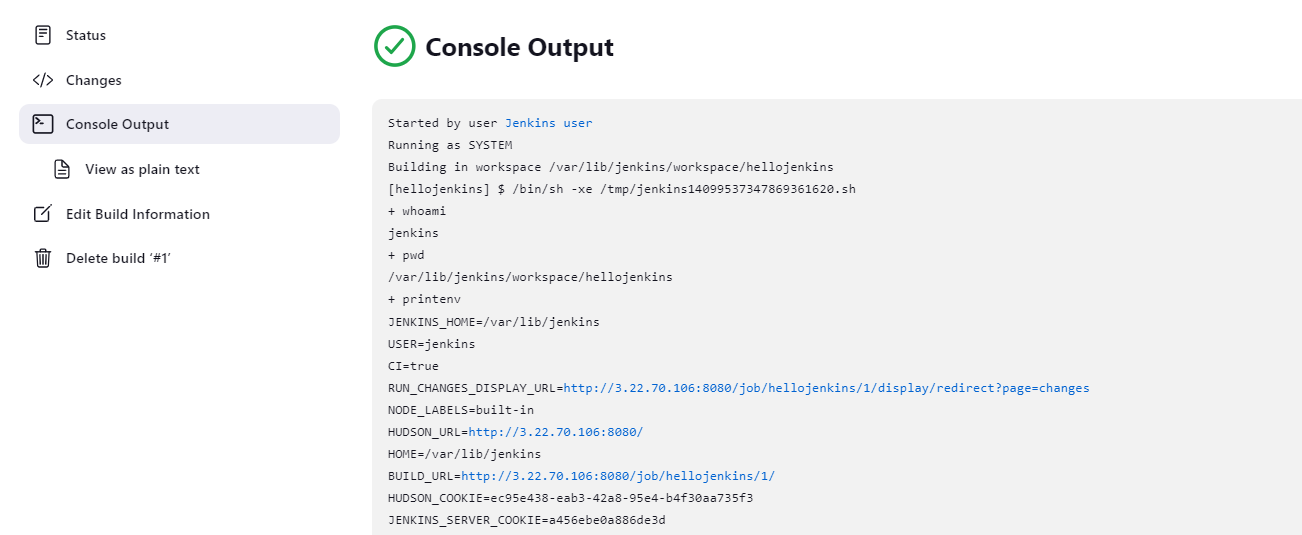 Status
Changes
Console Output
View as plain text
Edit Build Information
Delete build ‘#1’
Console Output
Started by user Jenkins user
Running as SYSTEM
Building in workspace /var/lib/jenkins/workspace/hellojenkins
[hellojenkins] $ /bin/sh -xe /tmp/jenkins14099537347869361620.sh
+ whoami
jenkins
+ pwd
/var/lib/jenkins/workspace/hellojenkins
+ printenv
JENKINS_HOME=/var/lib/jenkins
USER=jenkins
CI=true
RUN_CHANGES_DISPLAY_URL=http://3.22.70.106:8080/job/hellojenkins/1/display/redirect?page=changes
NODE_LABELS=built-in
HUDSON_URL=http://3.22.70.106:8080/
HOME=/var/lib/jenkins
BUILD_URL=http://3.22.70.106:8080/job/hellojenkins/1/
HUDSON_COOKIE=ec95e438-eab3-42a8-95e4-b4f30aa735f3
JENKINS_SERVER_COOKIE=a456ebe0a886de3d